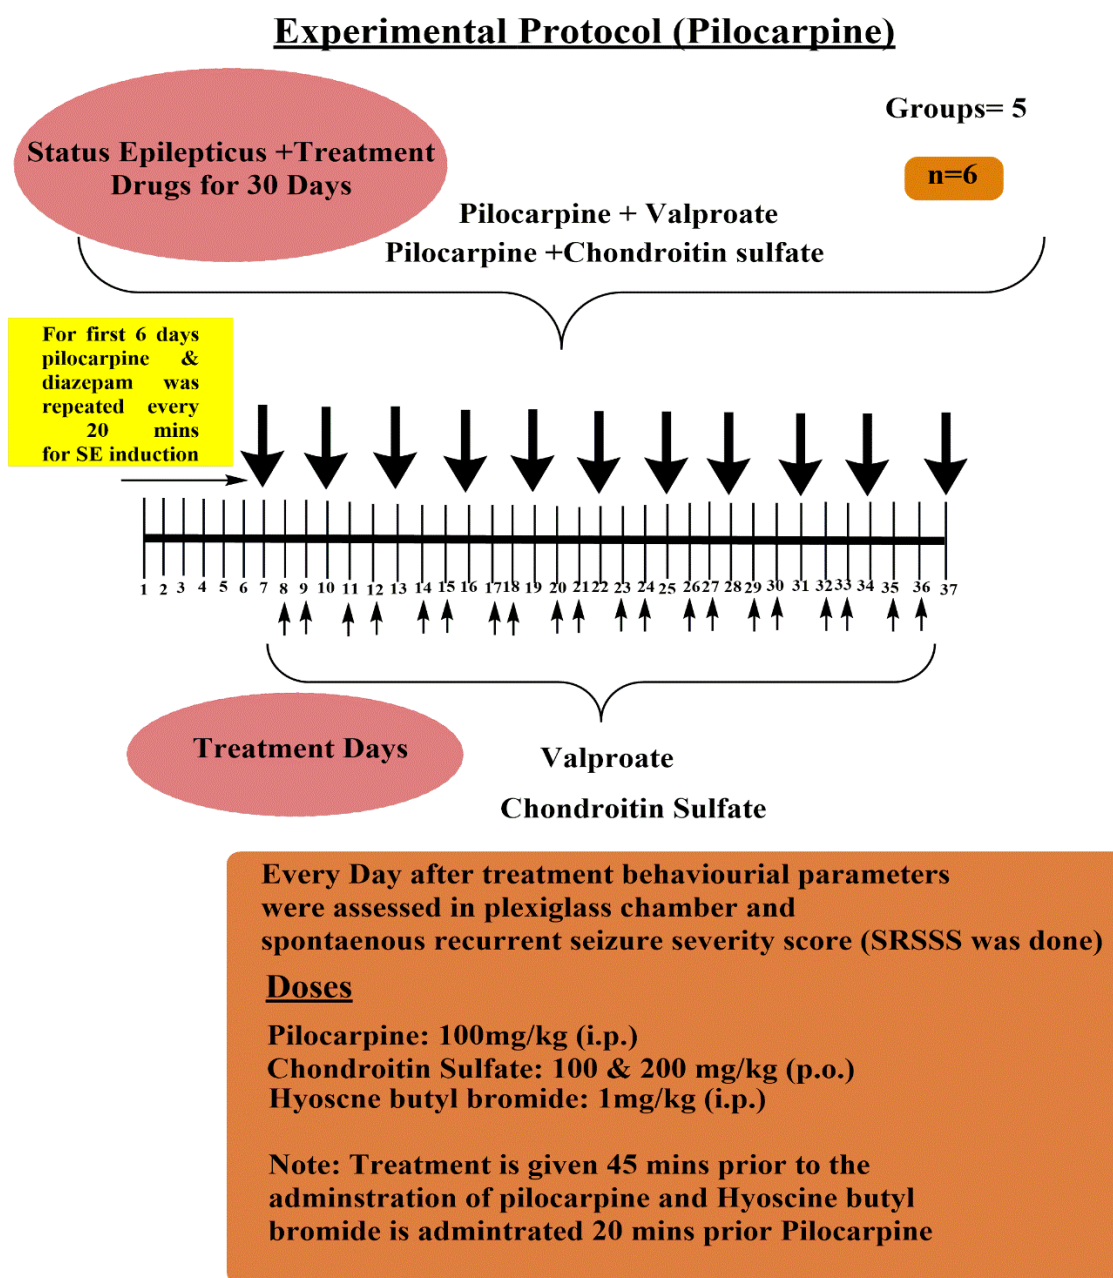 Experimental Protocol (Pilocarpine)
Groups= 5
n=6
Status Epilepticus +Treatment
Drugs for 30 Days
Pilocarpine + Valproate
Pilocarpine +Chondroitin sulfate
For first 6 days
pilocarpine &
diazepam was
repeated every
20 mins
for SE induction
1 2 3 4 5 6 7 8 9 10 11 12 13 14 15 16 17 18 19 20 21 22 23 24 25 26 27 28 29 30 31 32 33 34 35 36 37
Treatment Days
Valproate
Chondroitin Sulfate
Every Day after treatment behaviourial parameters
were assessed in plexiglass chamber and
spontaenous recurrent seizure severity score (SRSSS was done)
Doses
Pilocarpine: 100mg/kg (i.p.)
Chondroitin Sulfate: 100 & 200 mg/kg (p.o.)
Hyoscne butyl bromide: 1mg/kg (i.p.)
Note: Treatment is given 45 mins prior to the
adminstration of pilocarpine and Hyoscine butyl
bromide is admintrated 20 mins prior Pilocarpine